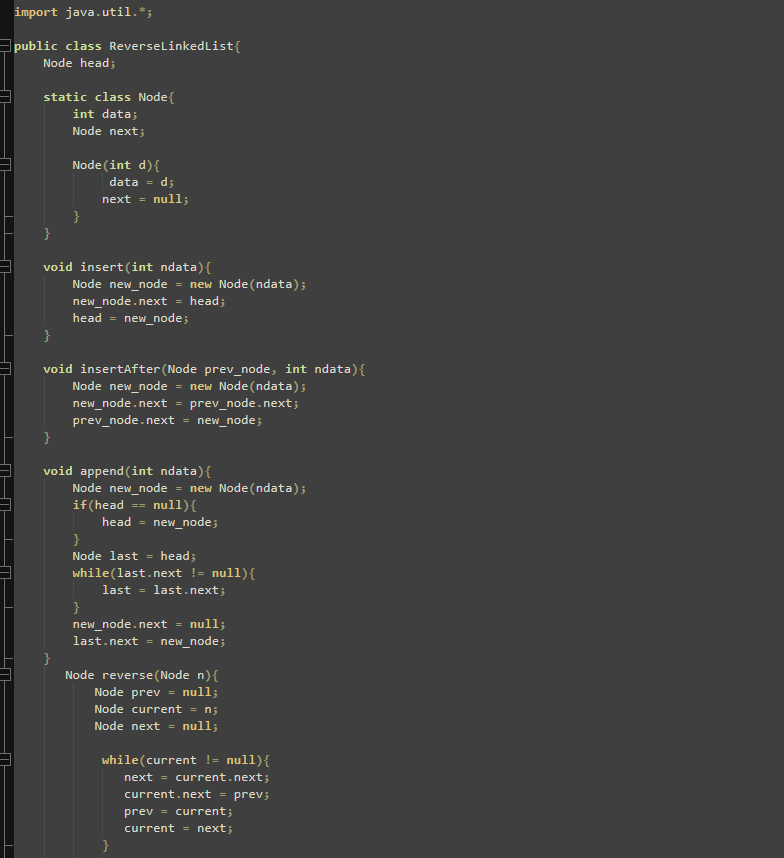 import java.util.*;
public class ReverseLinkedList{
Node head;
static class Node{
int data;
Node next;
Node(int d){
data = d;
next = null;
}
}
void insert(int ndata){
Node new_node = new Node(ndata);
new_node.next = head;
head = new_node;
}
void insertAfter(Node prev_node, int ndata){
Node new_node = new Node(ndata);
new_node.next = prev_node.next;
prev_node.next = new_node;
}
void append(int ndata){
Node new_node = new Node(ndata);
if(head == null){
head = new_node;
}
Node last = head;
while(last.next != null){
last = last.next;
}
new_node.next = null;
last.next = new_node;
}
Node reverse(Node n){
Node prev = null;
Node current = n;
Node next = null;
while(current != null){
next = current.next;
current.next = prev;
prev = current;
current = next;
}